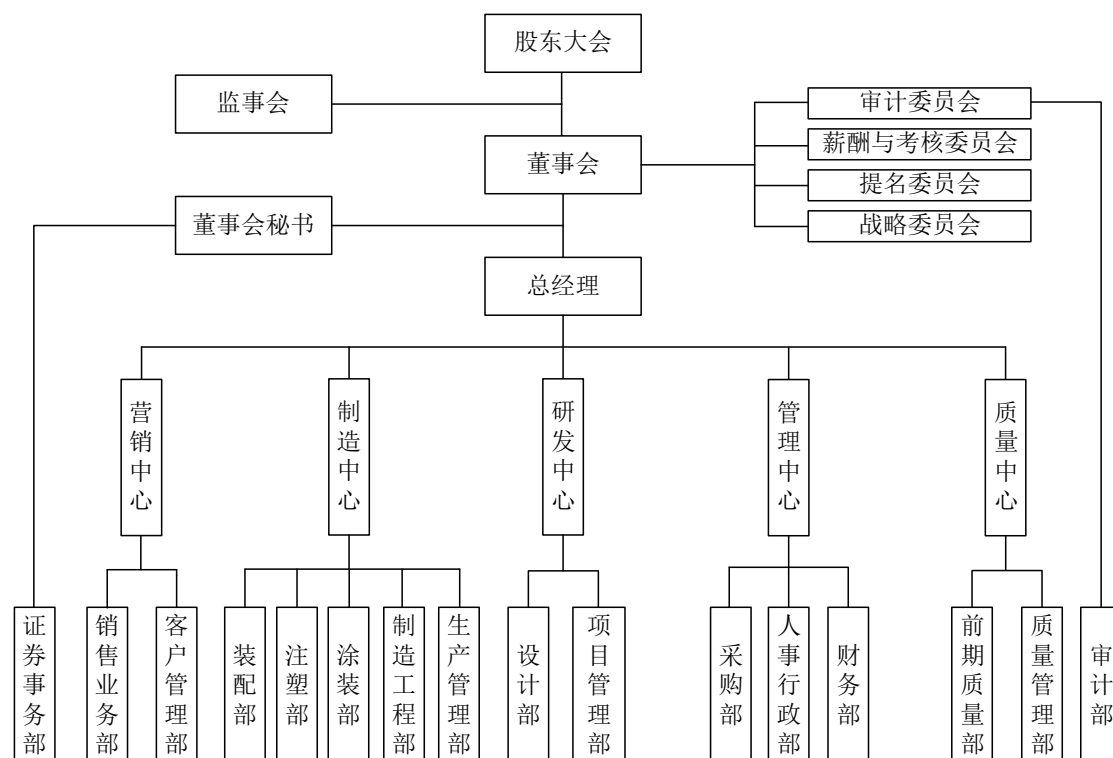 股东大会
监事会
审计委员会
薪酬与考核委员会
董事会
提名委员会
董事会秘书
战略委员会
总经理
营销中心
制造中心
研发中心
管理中心
质量中心
证券事务部
销售业务部
客户管理部
装配部
注塑部
涂装部
制造工程部
生产管理部
设计部
项目管理部
采购部
人事行政部
财务部
前期质量部
质量管理部
审计部